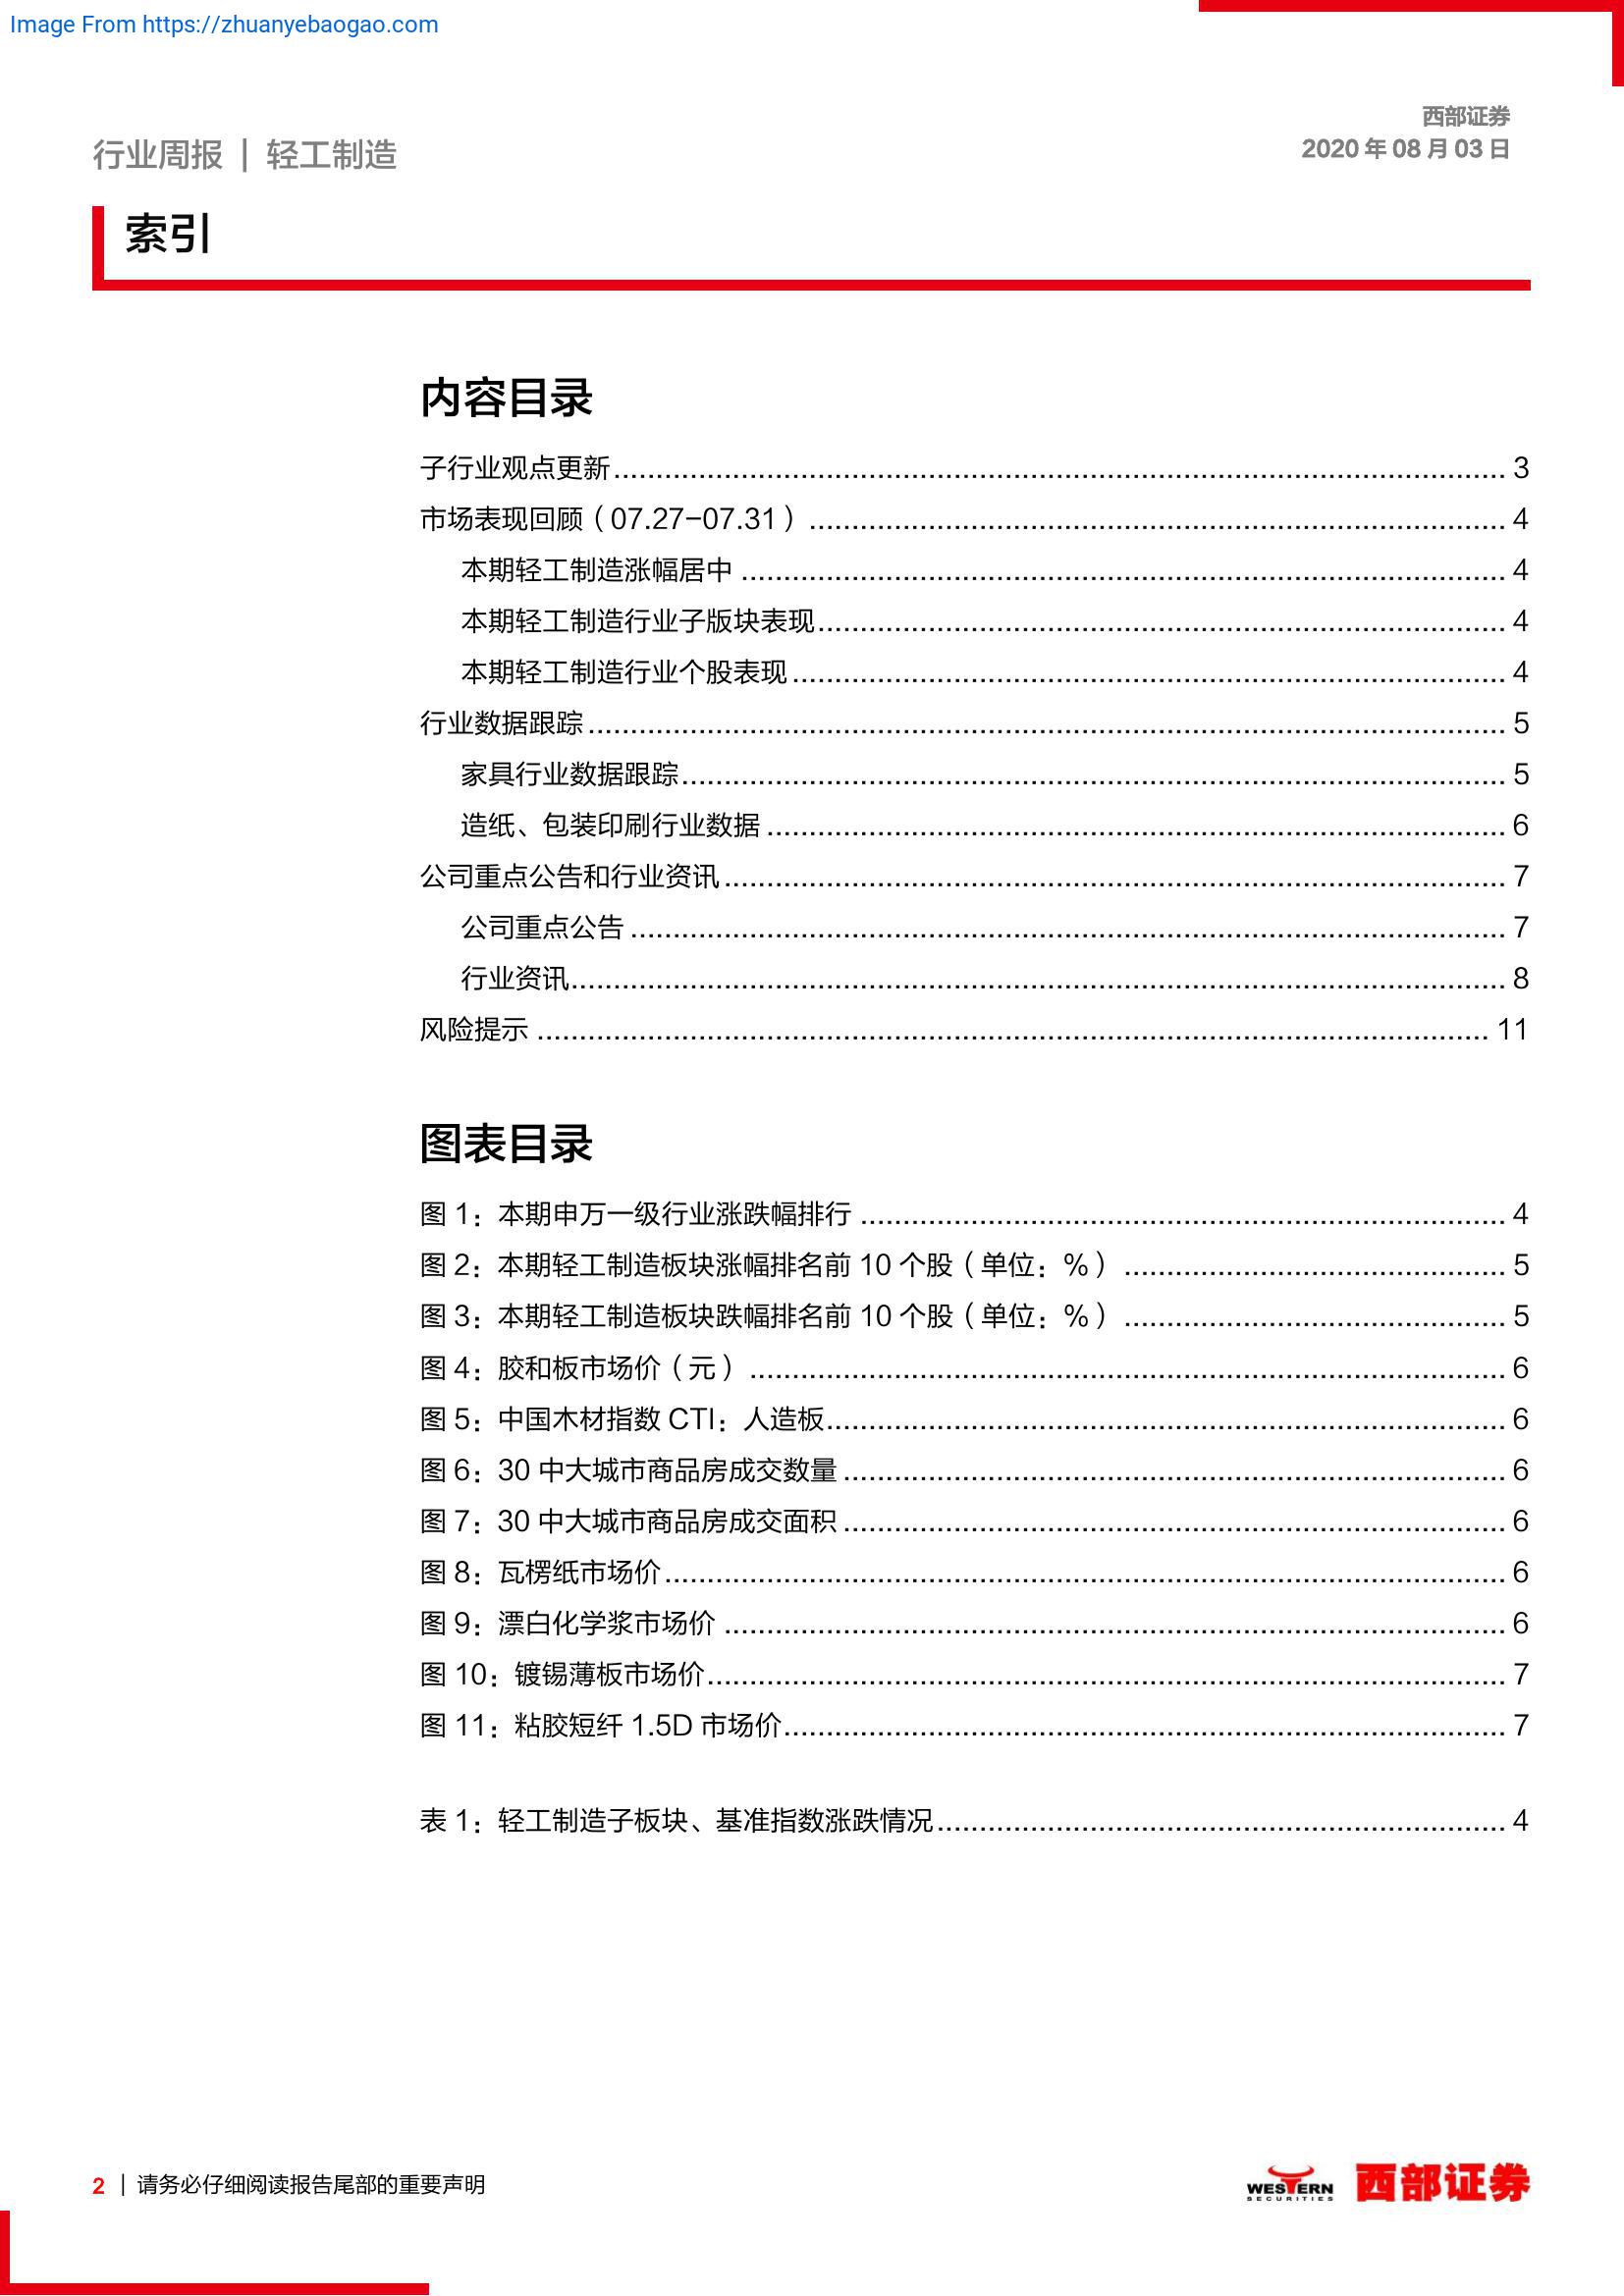 Image From https://zhuanyebaogao.com
西部证券
行业周报 | 轻工制造
2020 年 08 月 03 日
索引
内容目录
子行业观点更新 3
市场表现回顾（07.27-07.31） 4
本期轻工制造涨幅居中 4
本期轻工制造行业子版块表现 4
本期轻工制造行业个股表现 4
行业数据跟踪 5
家具行业数据跟踪 5
造纸、包装印刷行业数据 6
公司重点公告和行业资讯 7
公司重点公告 7
行业资讯 8
风险提示 11
图表目录
图 1：本期申万一级行业涨跌幅排行 4
图 2：本期轻工制造板块涨幅排名前 10 个股（单位：%） 5
图 3：本期轻工制造板块跌幅排名前 10 个股（单位：%） 5
图 4：胶和板市场价（元） 6
图 5：中国木材指数 CTI：人造板 6
图 6：30 中大城市商品房成交数量 6
图 7：30 中大城市商品房成交面积 6
图 8：瓦楞纸市场价 6
图 9：漂白化学浆市场价 6
图 10：镀锡薄板市场价 7
图 11：粘胶短纤 1.5D 市场价 7
表 1：轻工制造子板块、基准指数涨跌情况 4
2 | 请务必仔细阅读报告尾部的重要声明
WESTERN
SECURITIES
西部证券